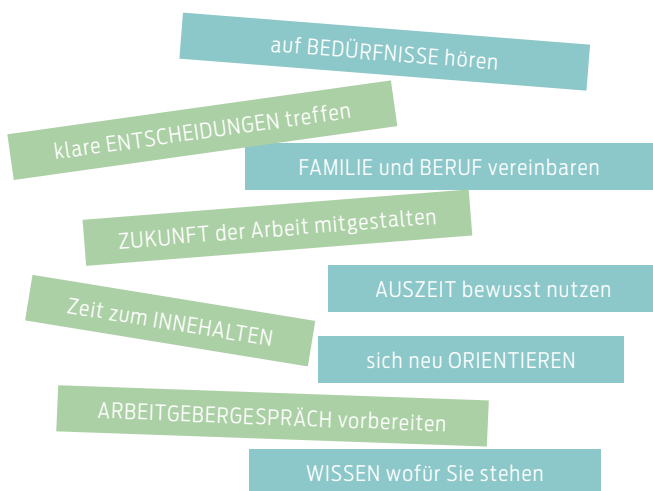 auf BEDÜRFNISSE hören
klare ENTSCHEIDUNGEN treffen
FAMILIE und BERUF vereinbaren
ZUKUNFT der Arbeit mitgestalten
AUSZEIT bewusst nutzen
Zeit zum INNEHALTEN
sich neu ORIENTIEREN
ARBEITGEBERGESPRÄCH vorbereiten
WISSEN wofür Sie stehen